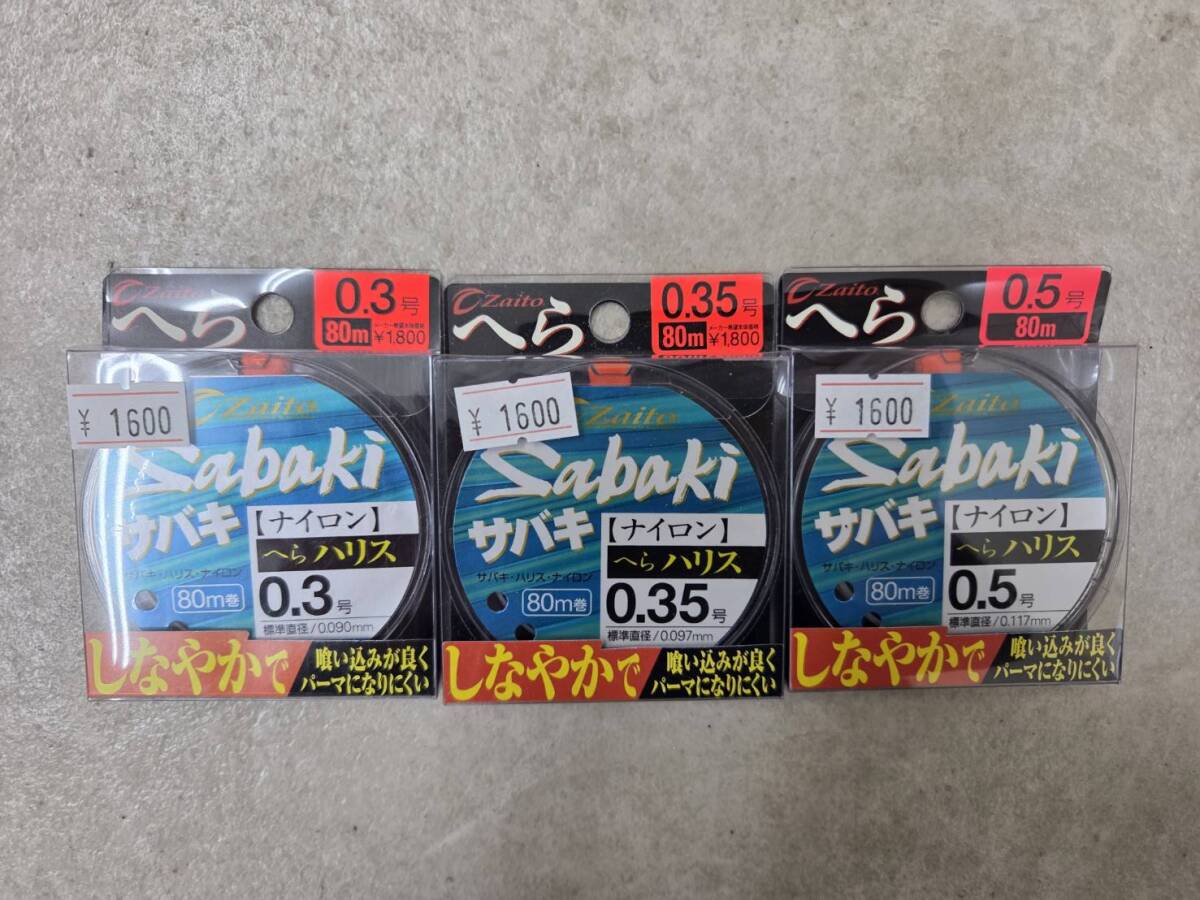 Zaito
へら
0.3号
80m
メーカー希望本体価格
¥1,800
¥ 1600
Zaito
Sabaki
サバキ
【ナイロン】
へらハリス
サバキ・ハリス・ナイロン
80m巻
0.3号
標準直径/0.090mm
しなやかで
喰い込みが良く
パーマになりにくい
Zaito
へら
0.35号
80m
メーカー希望本体価格
¥1,800
¥ 1600
Zaito
Sabaki
サバキ
【ナイロン】
へらハリス
サバキ・ハリス・ナイロン
80m巻
0.35号
標準直径/0.097mm
しなやかで
喰い込みが良く
パーマになりにくい
Zaito
へら
0.5号
80m
¥ 1600
Zaito
Sabaki
サバキ
【ナイロン】
へらハリス
サバキ・ハリス・ナイロン
80m巻
0.5号
標準直径/0.117mm
しなやかで
喰い込みが良く
パーマになりにくい